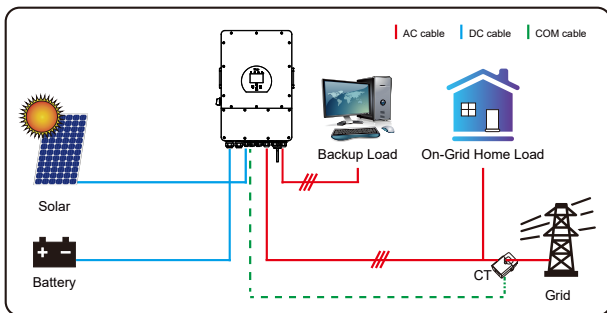 AC cable
DC cable
COM cable
Backup Load
On-Grid Home Load
Solar
CT
Battery
Grid